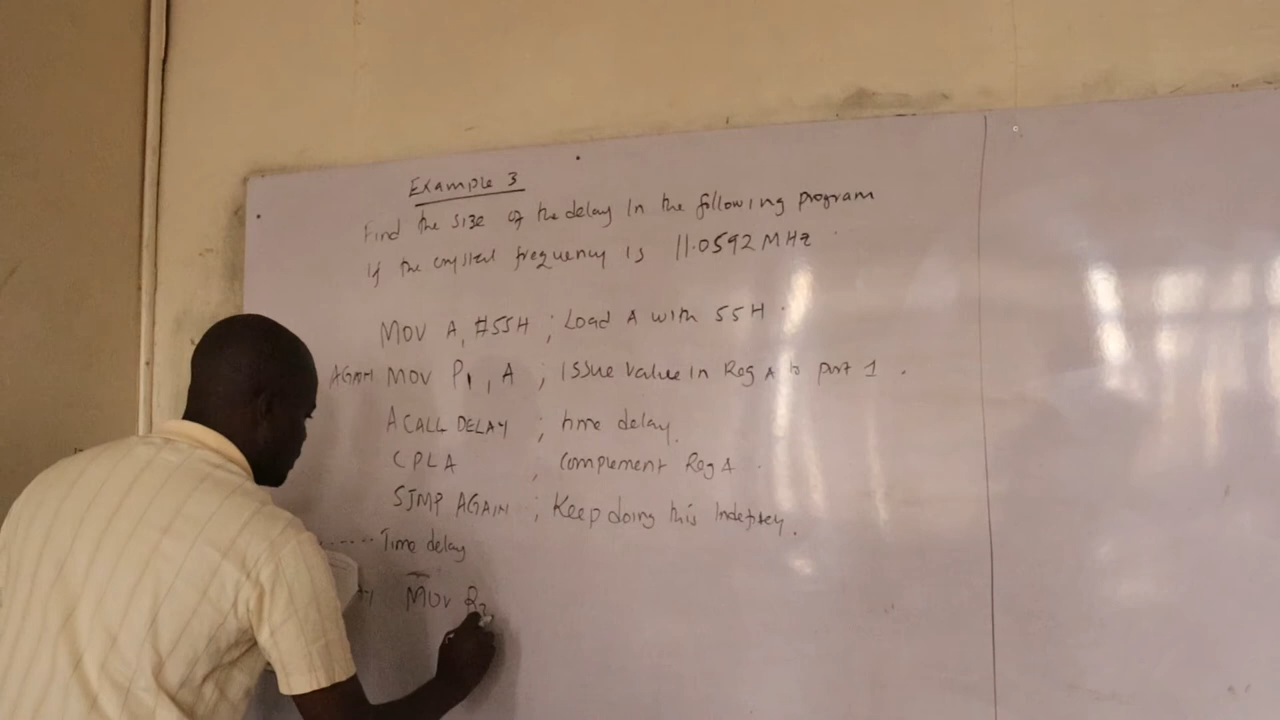 Example 3
Find the size of the delay in the following program
if the crystal frequency is 11.0592 MHz
MOV A, #55H ; Load A with 55H.
AGAIN MOV P1, A ; issue value in Reg A to port 1.
ACALL DELAY ; time delay.
CPL A ; Complement Reg A.
SJMP AGAIN ; Keep doing this
..... Time delay
MOV R3,